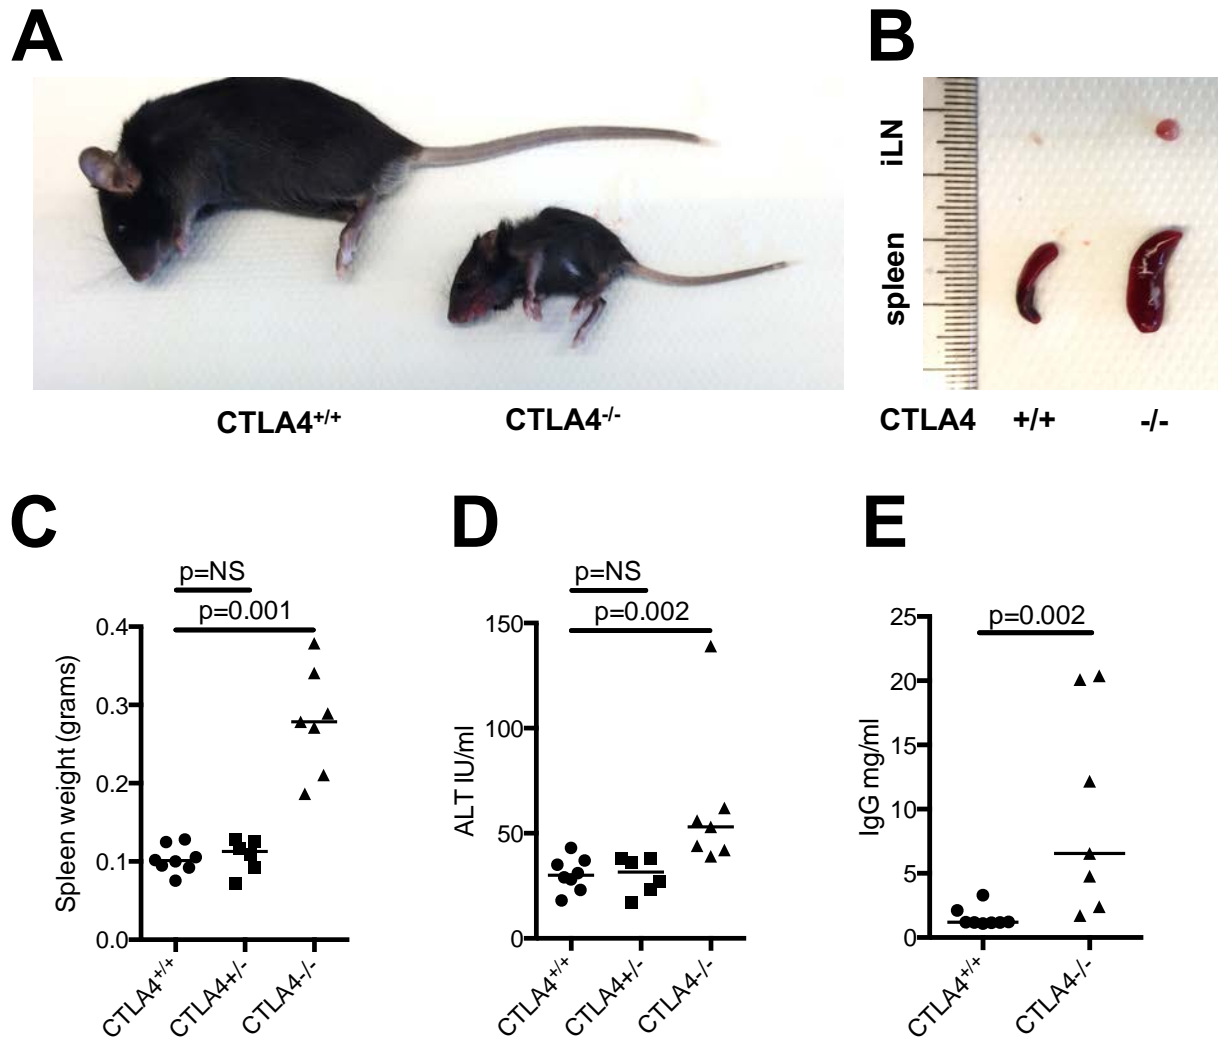 A
B
iLN
spleen
CTLA4+/+
CTLA4-/-
CTLA4 +/+ -/-
C
D
E
p=NS
p=0.001
Spleen weight (grams)
0.4
0.3
0.2
0.1
0.0
CTLA4+/+
CTLA4+/-
CTLA4-/-
p=NS
p=0.002
ALT IU/ml
150
100
50
0
CTLA4+/+
CTLA4+/-
CTLA4-/-
p=0.002
IgG mg/ml
25
20
15
10
5
0
CTLA4+/+
CTLA4-/-